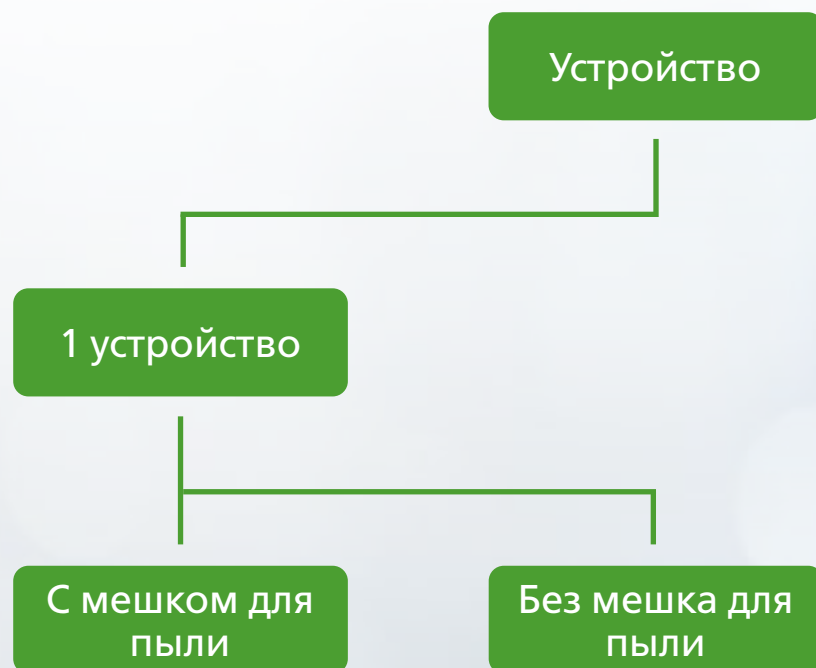 Устройство
1 устройство
С мешком для
пыли
Без мешка для
пыли